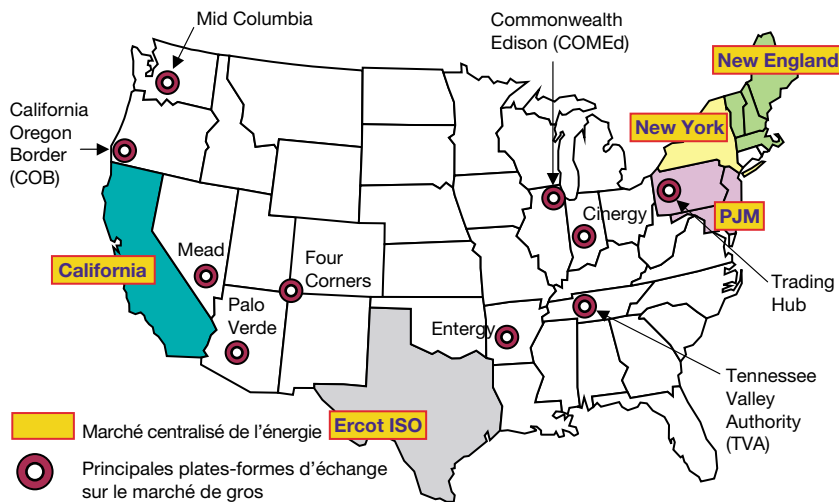 Mid Columbia
Commonwealth
Edison (COMEd)
New England
California
Oregon
Border
(COB)
New York
Cinergy
PJM
Mead
Four
Corners
California
Trading
Hub
Palo
Verde
Entergy
Tennessee
Valley
Authority
(TVA)
Marché centralisé de l'énergie
Ercot ISO
Principales plates-formes d'échange
sur le marché de gros